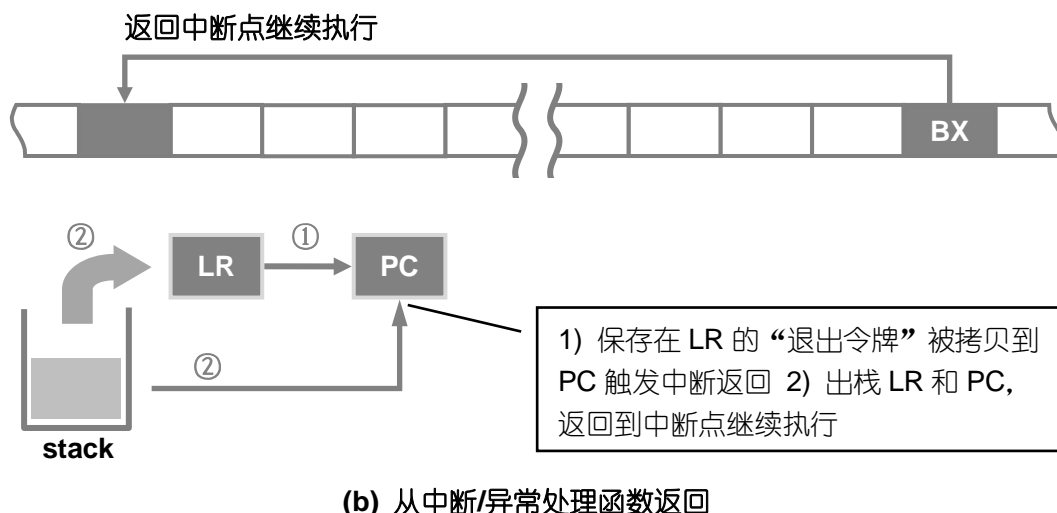 返回中断点继续执行
BX
②
①
LR
PC
②
stack
1) 保存在 LR 的“退出令牌”被拷贝到
PC 触发中断返回 2) 出栈 LR 和 PC,
返回到中断点继续执行
(b) 从中断/异常处理函数返回